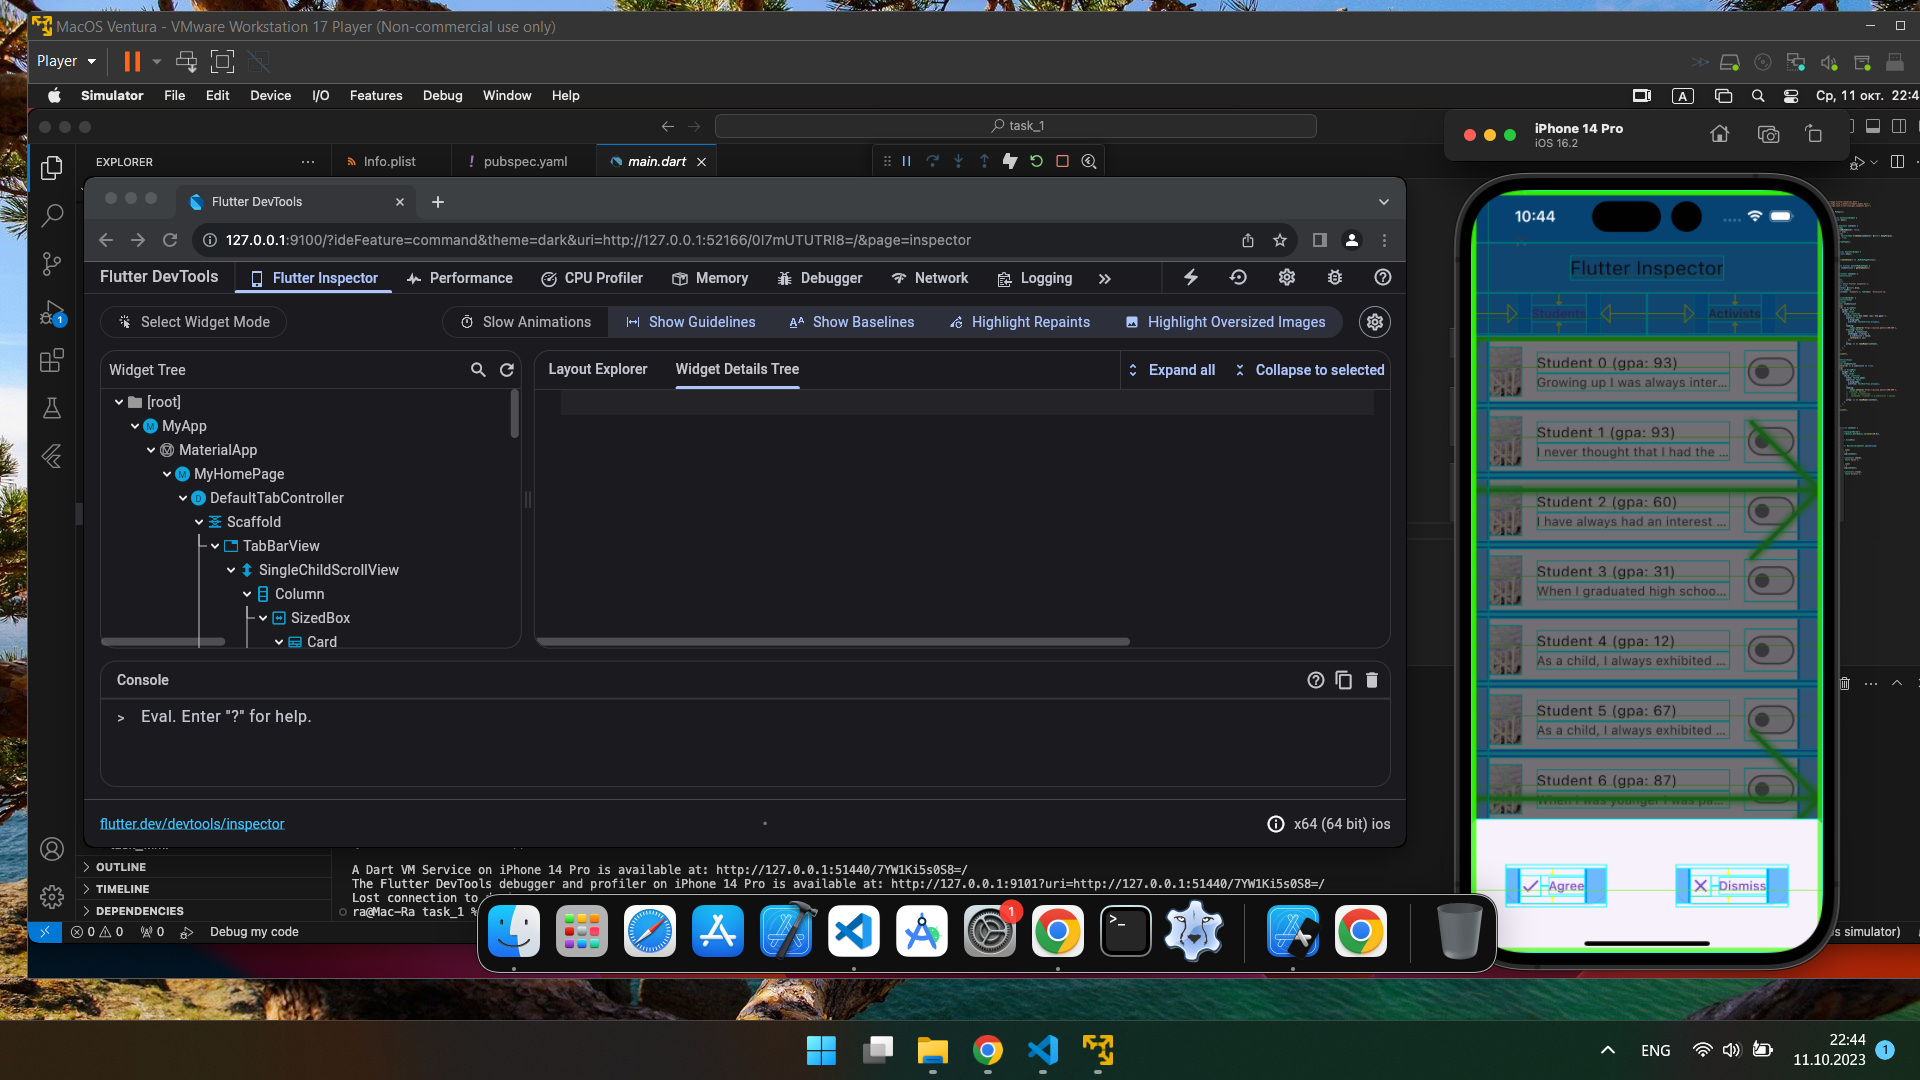 MacOS Ventura - VMware Workstation 17 Player (Non-commercial use only)
Player
Simulator File Edit Device I/O Features Debug Window Help
A
Ср, 11 окт. 22:4
task_1
iPhone 14 Pro
iOS 16.2
EXPLORER
Info.plist
pubspec.yaml
main.dart
Flutter DevTools
127.0.0.1:9100/?ideFeature=command&theme=dark&uri=http://127.0.0.1:52166/0I7mUTUTRI8=/&page=inspector
Flutter DevTools
Flutter Inspector
Performance
CPU Profiler
Memory
Debugger
Network
Logging
Select Widget Mode
Slow Animations
Show Guidelines
Show Baselines
Highlight Repaints
Highlight Oversized Images
Widget Tree
Layout Explorer
Widget Details Tree
Expand all
Collapse to selected
[root]
MyApp
MaterialApp
MyHomePage
DefaultTabController
Scaffold
TabBarView
SingleChildScrollView
Column
SizedBox
Card
Console
> Eval. Enter "?" for help.
flutter.dev/devtools/inspector
x64 (64 bit) ios
10:44
Flutter Inspector
Students
Activists
Student 0 (gpa: 93)
Growing up I was always inter...
Student 1 (gpa: 93)
I never thought that I had the ...
Student 2 (gpa: 60)
I have always had an interest ...
Student 3 (gpa: 31)
When I graduated high schoo...
Student 4 (gpa: 12)
As a child, I always exhibited ...
Student 5 (gpa: 67)
As a child, I always exhibited ...
Student 6 (gpa: 87)
When I was younger I was pa...
Agree
Dismiss
OUTLINE
TIMELINE
DEPENDENCIES
A Dart VM Service on iPhone 14 Pro is available at: http://127.0.0.1:51440/7YW1Ki5s0S8=/
The Flutter DevTools debugger and profiler on iPhone 14 Pro is available at: http://127.0.0.1:9101?uri=http://127.0.0.1:51440/7YW1Ki5s0S8=/
Lost connection to
ra@Mac-Ra task_1 %
0 0
0
Debug my code
s simulator)
1
1
ENG
22:44
11.10.2023
1